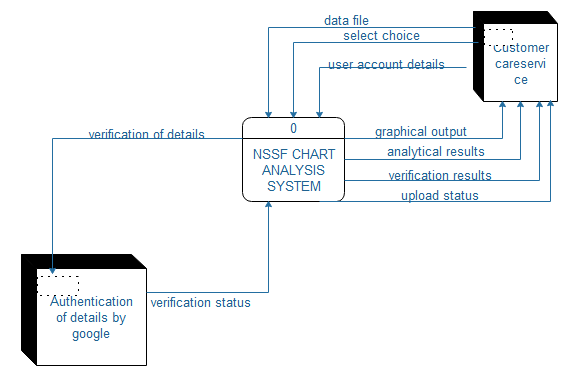 data file
select choice
user account details
Customer
careservi
ce
verification of details
0
NSSF CHART
ANALYSIS
SYSTEM
graphical output
analytical results
verification results
upload status
Authentication
of details by
google
verification status